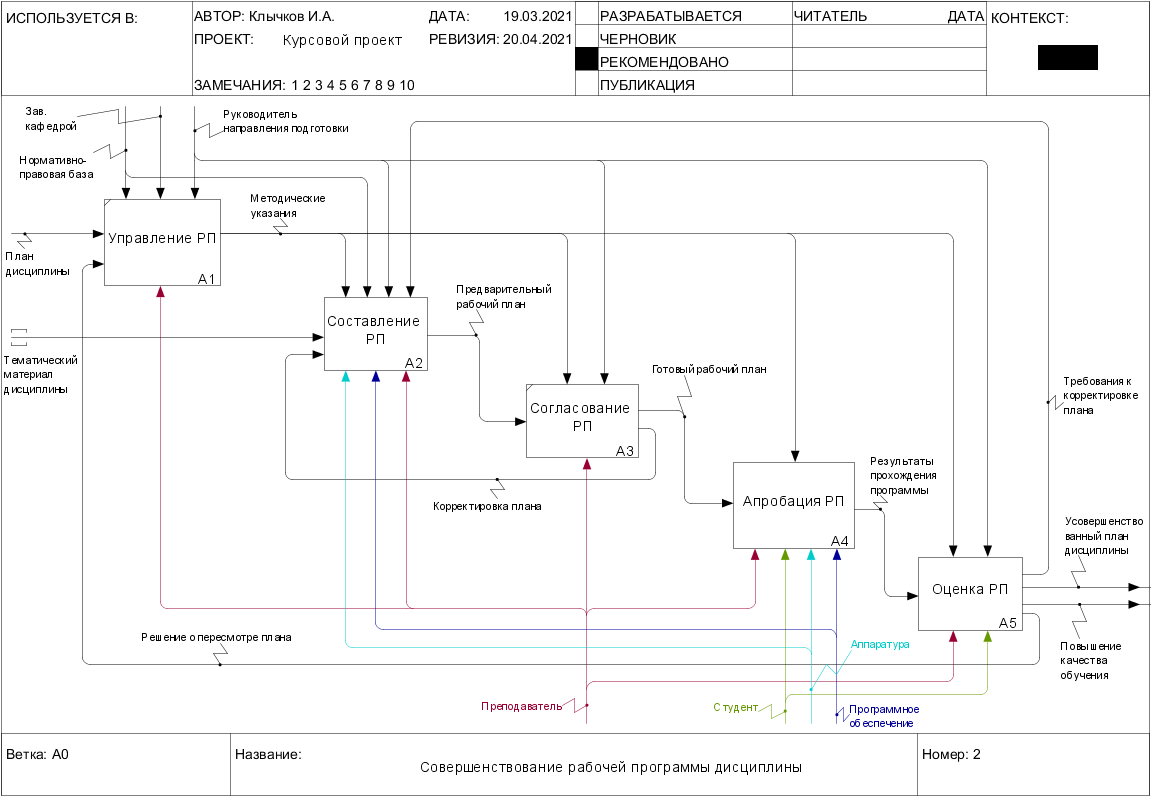 ИСПОЛЬЗУЕТСЯ В:
АВТОР: Клычков И.А.
ДАТА: 19.03.2021
ПРОЕКТ: Курсовой проект
РЕВИЗИЯ: 20.04.2021
ЗАМЕЧАНИЯ: 1 2 3 4 5 6 7 8 9 10
РАЗРАБАТЫВАЕТСЯ
ЧЕРНОВИК
РЕКОМЕНДОВАНО
ПУБЛИКАЦИЯ
ЧИТАТЕЛЬ
ДАТА
КОНТЕКСТ:
Зав.
кафедрой
Руководитель
направления подготовки
Нормативно-
правовая база
Методические
указания
Управление РП
A1
План
дисциплины
Предварительный
рабочий план
Составление
РП
A2
Тематический
материал
дисциплины
Готовый рабочий план
Требования к
корректировке
плана
Согласование
РП
A3
Результаты
прохождения
программы
Корректировка плана
Апробация РП
A4
Усовершенство
ванный план
дисциплины
Оценка РП
A5
Решение о пересмотре плана
Аппаратура
Повышение
качества
обучения
Преподаватель
Студент
Программное
обеспечение
Ветка: A0
Название:
Совершенствование рабочей программы дисциплины
Номер: 2